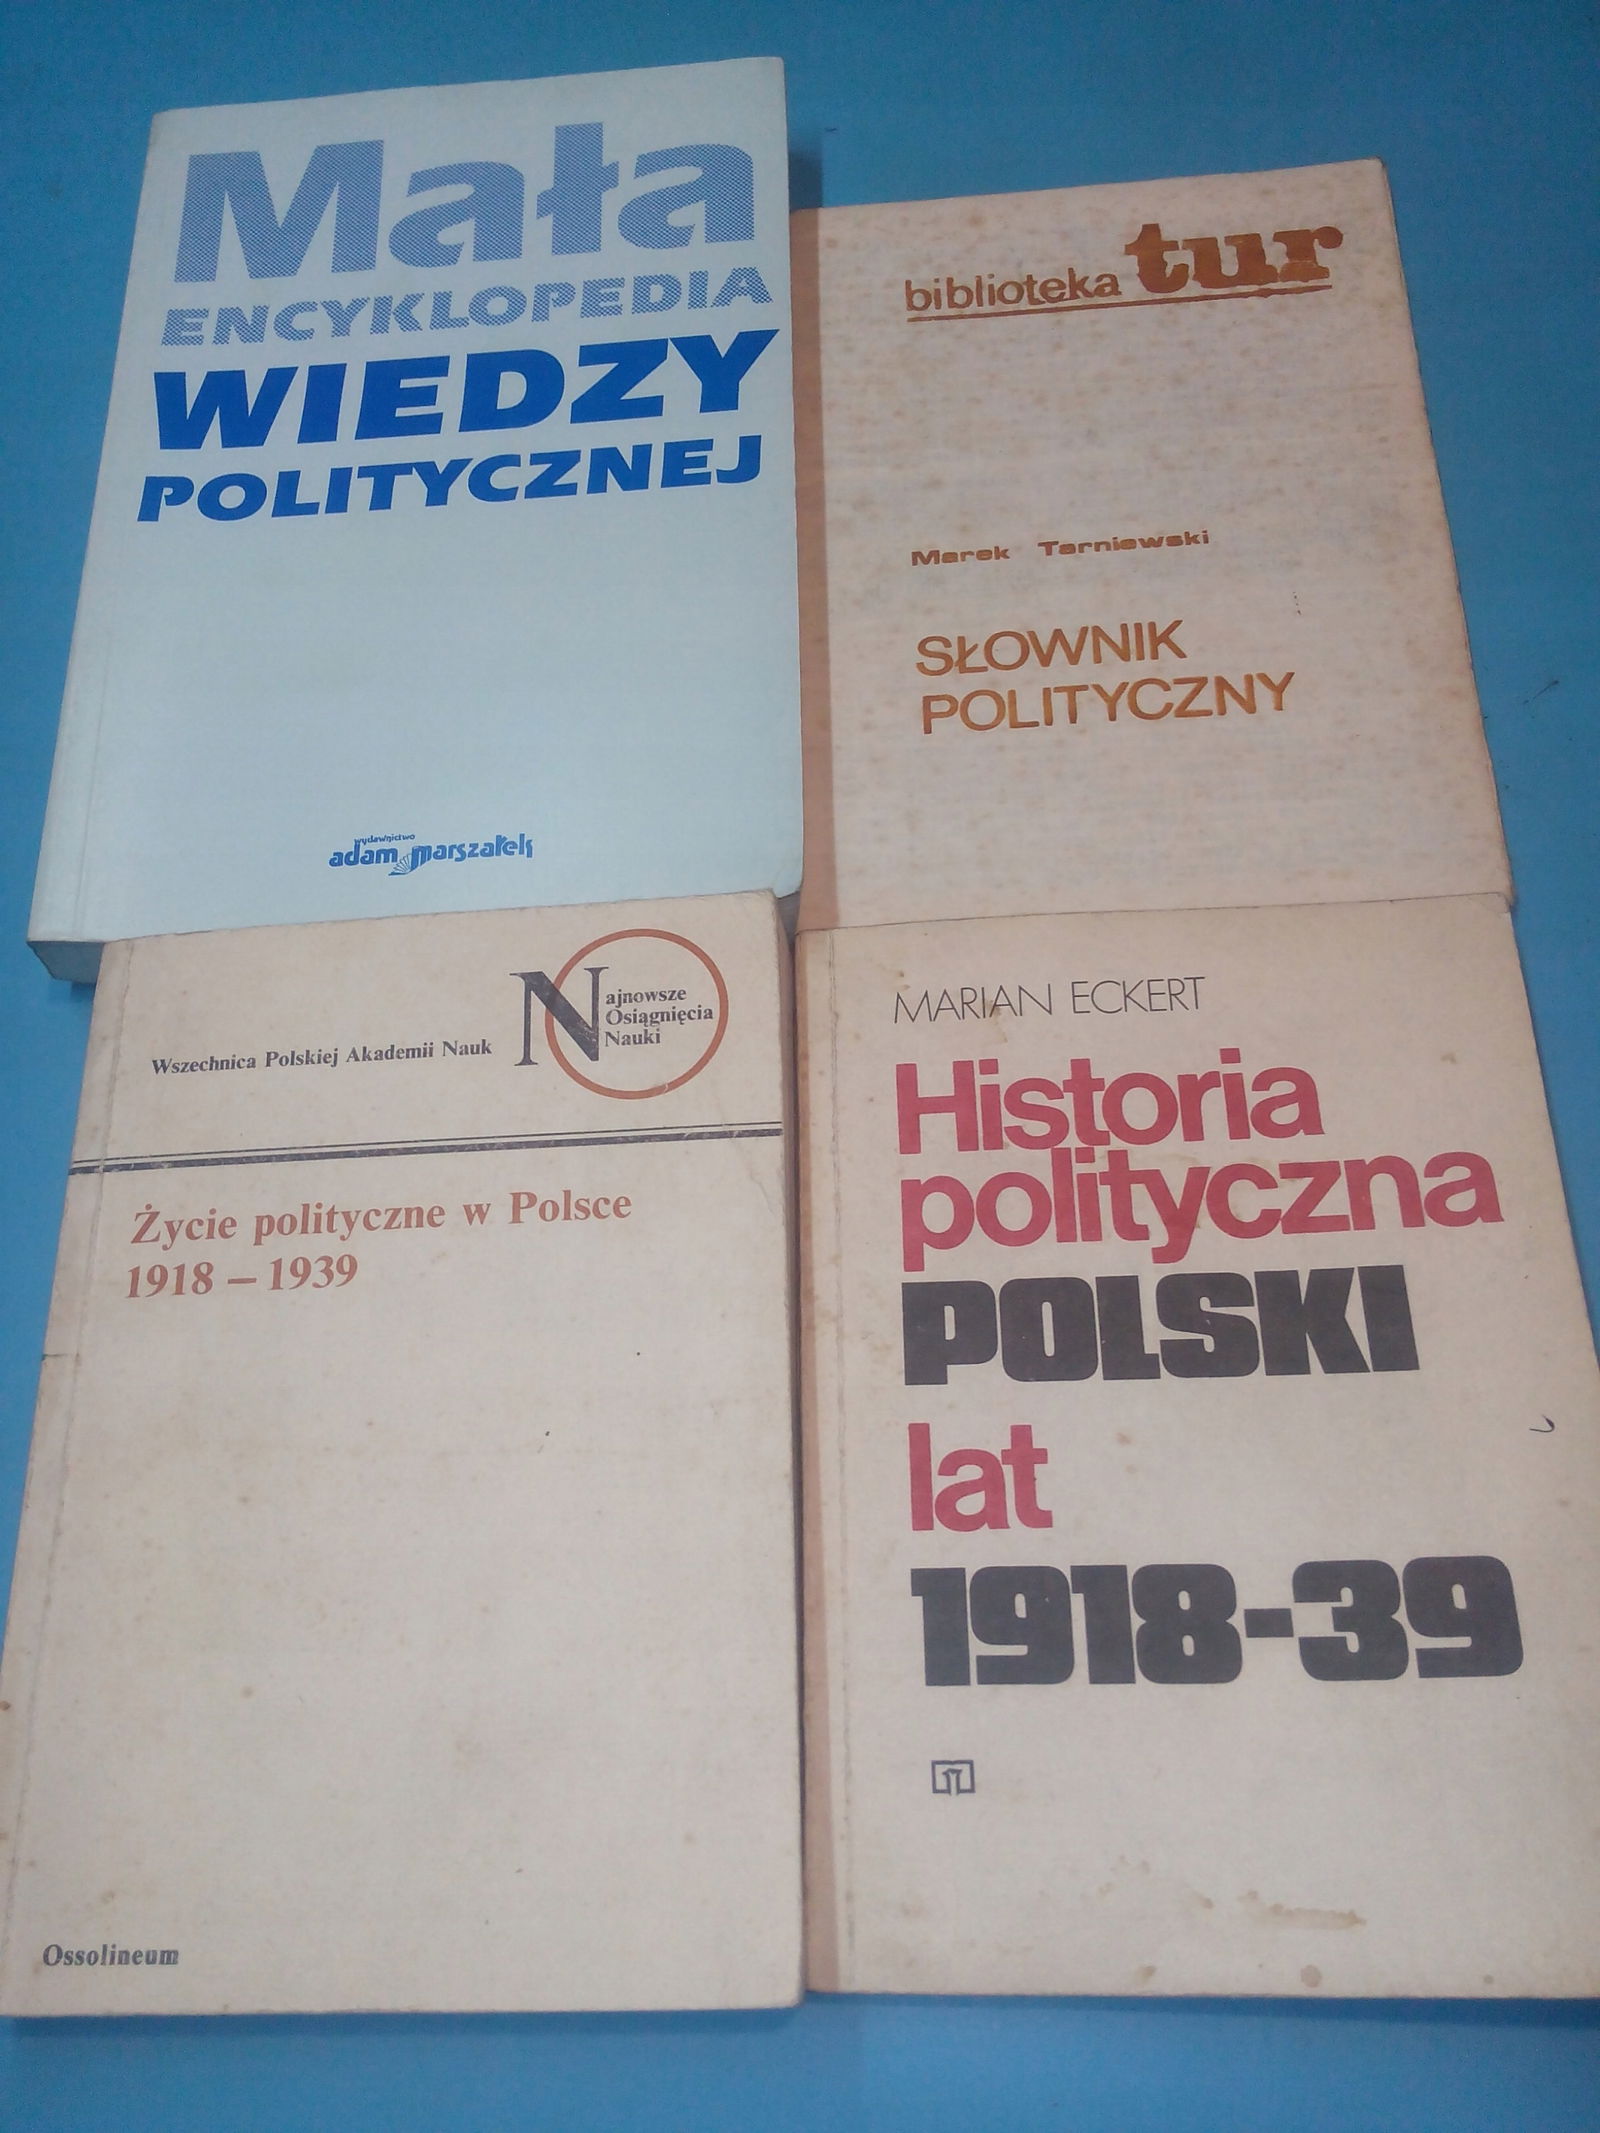 Mała
ENCYKLOPEDIA
WIEDZY
POLITYCZNEJ
wydawnictwo
adam marszałek
biblioteka tur
Marek Tarniewski
SŁOWNIK
POLITYCZNY
Wszechnica Polskiej Akademii Nauk
Najnowsze
Osiągnięcia
Nauki
Życie polityczne w Polsce
1918 – 1939
Ossolineum
MARIAN ECKERT
Historia
polityczna
POLSKI
lat
1918-39